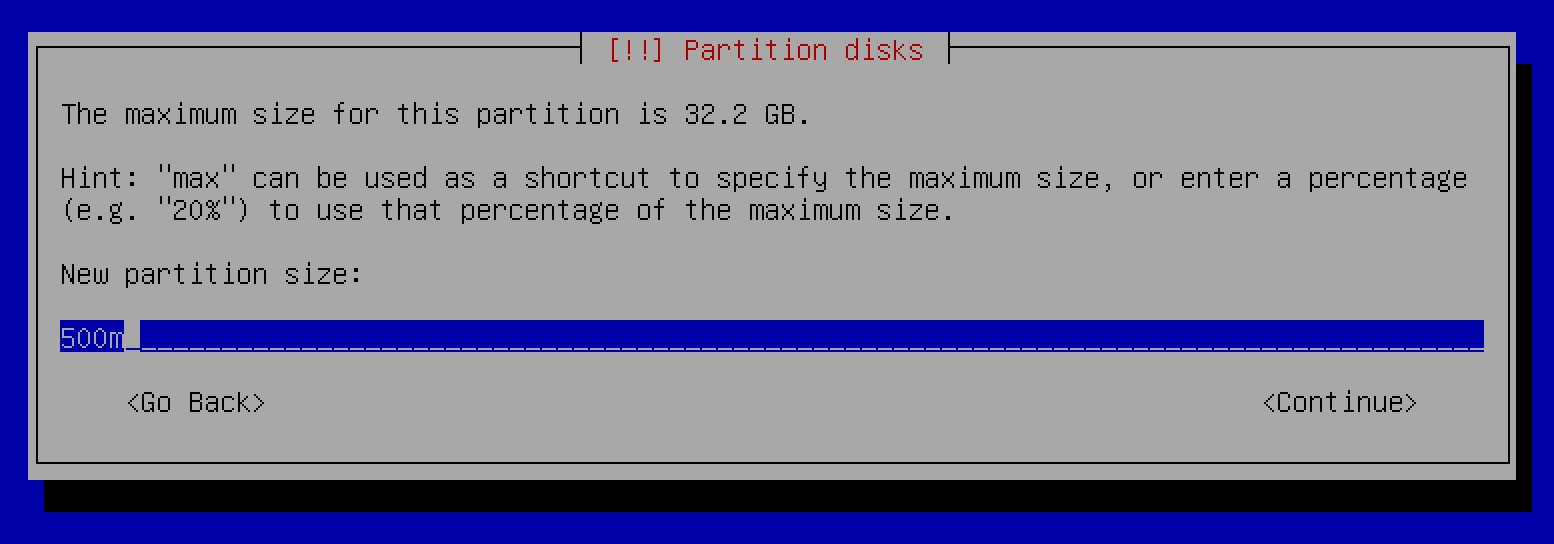 [!!] Partition disks
The maximum size for this partition is 32.2 GB.
Hint: "max" can be used as a shortcut to specify the maximum size, or enter a percentage
(e.g. "20%") to use that percentage of the maximum size.
New partition size:
500m
<Go Back> <Continue>